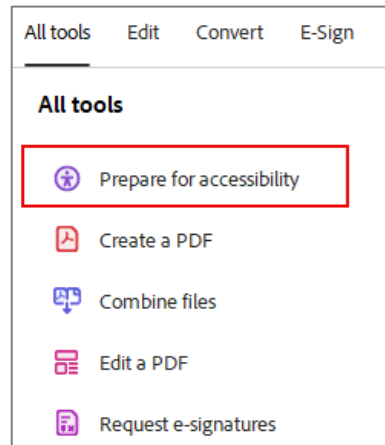 All tools Edit Convert E-Sign
All tools
Prepare for accessibility
Create a PDF
Combine files
Edit a PDF
Request e-signatures